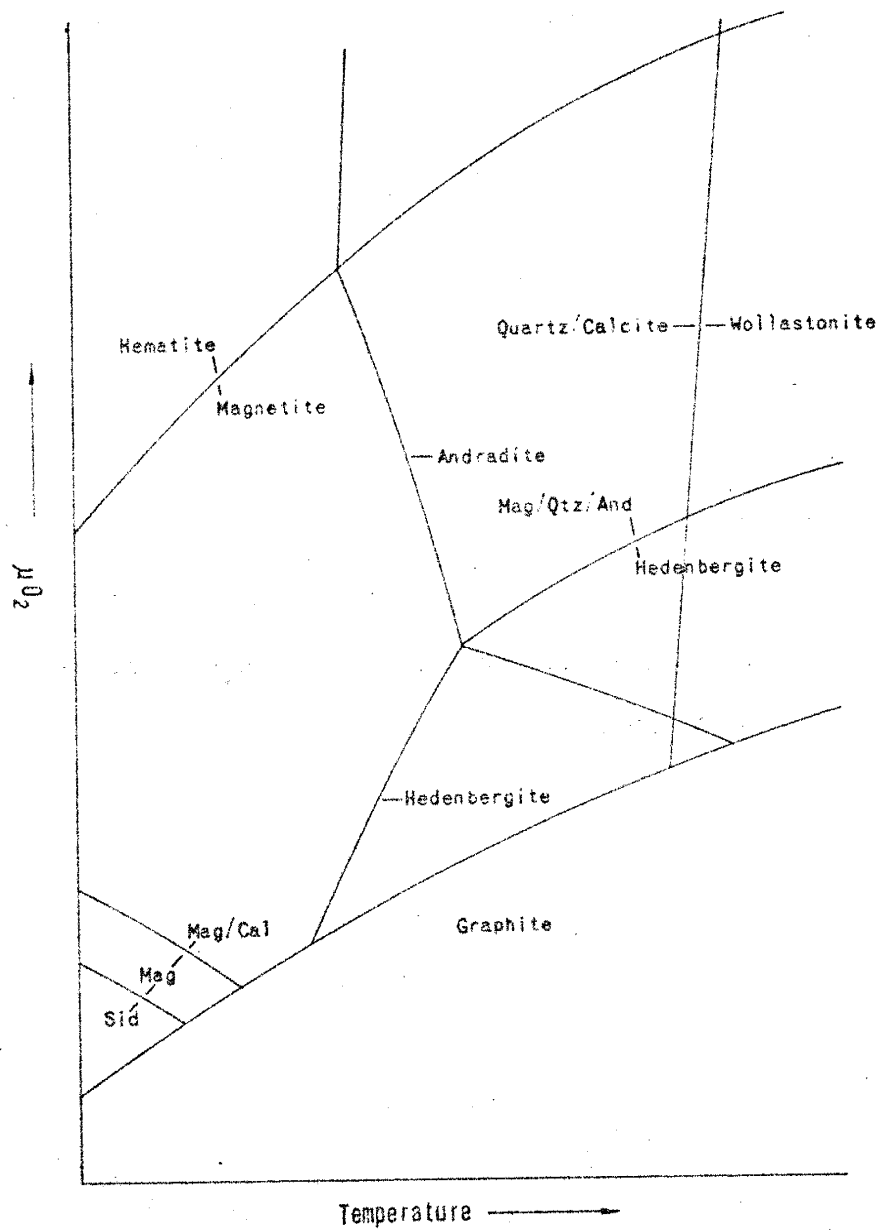 Hematite
Magnetite
Quartz/Calcite
Wollastonite
Andradite
Mag/Qtz/And
Hedenbergite
μO₂
Hedenbergite
Mag/Cal
Mag
Sid
Graphite
Temperature